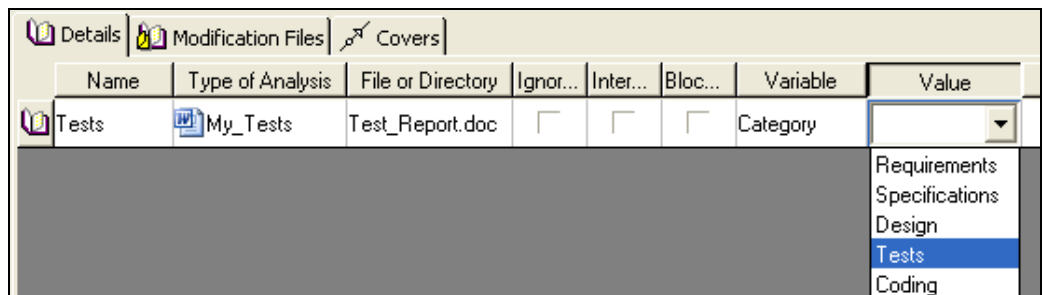 Details Modification Files Covers
Name Type of Analysis File or Directory Ignor... Inter... Bloc... Variable Value
Tests My_Tests Test_Report.doc Category
Requirements
Specifications
Design
Tests
Coding